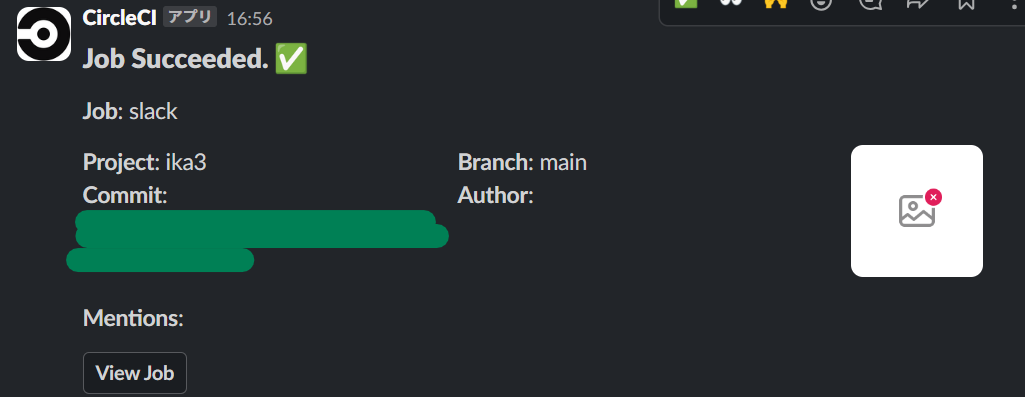 CircleCI アプリ 16:56
Job Succeeded. ✅
Job: slack
Project: ika3
Branch: main
Commit:
Author:
Mentions:
View Job